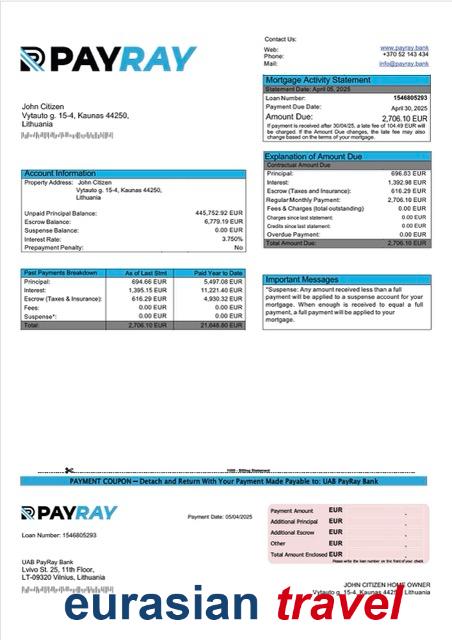 PAYRAY
Contact Us:
Web: www.payray.bank
Phone: +370 52 143 434
Mail: info@payray.bank
Mortgage Activity Statement
Statement Date: April 05, 2025
Loan Number: 1546805293
Payment Due Date: April 30, 2025
Amount Due: 2,706.10 EUR
If payment is received after 30/04/25, a late fee of 104.49 EUR will
be charged. If the Amount Due changes, the late fee may also
change based on the terms of your mortgage.
John Citizen
Vytauto g. 15-4, Kaunas 44250,
Lithuania
Explanation of Amount Due
Contractual Amount Due
Principal: 696.83 EUR
Interest: 1,392.98 EUR
Escrow (Taxes and Insurance): 616.29 EUR
Regular Monthly Payment: 2,706.10 EUR
Fees & Charges (total outstanding) 0.00 EUR
Charges since last statement: 0.00 EUR
Credits since last statement: 0.00 EUR
Overdue Payment: 0.00 EUR
Total Amount Due: 2,706.10 EUR
Account Information
Property Address: John Citizen
Vytauto g. 15-4, Kaunas 44250,
Lithuania
Unpaid Principal Balance: 445,752.92 EUR
Escrow Balance: 6,779.19 EUR
Suspense Balance: 0.00 EUR
Interest Rate: 3.750%
Prepayment Penalty: No
Past Payments Breakdown As of Last Stmt Paid Year to Date
Principal: 694.66 EUR 5,497.08 EUR
Interest: 1,395.15 EUR 11,221.40 EUR
Escrow (Taxes & Insurance): 616.29 EUR 4,930.32 EUR
Fees: 0.00 EUR 0.00 EUR
Suspense*: 0.00 EUR 0.00 EUR
Total: 2,706.10 EUR 21,648.80 EUR
Important Messages
*Suspense: Any amount received less than a full
payment will be applied to a suspense account for your
mortgage. When enough is received to equal a full
payment, a full payment will be applied to your
mortgage.
Billing Statement
PAYMENT COUPON – Detach and Return With Your Payment Made Payable to: UAB PayRay Bank
PAYRAY
Payment Date: 05/04/2025
Loan Number: 1546805293
Payment Amount EUR
Additional Principal EUR
Additional Escrow EUR
Other EUR
Total Amount Enclosed EUR
Please write the loan number on the front of your check.
UAB PayRay Bank
Lvivo St. 25, 11th Floor,
LT-09320 Vilnius, Lithuania
JOHN CITIZEN HOME OWNER
Vytauto g. 15-4, Kaunas 442
eurasian travel